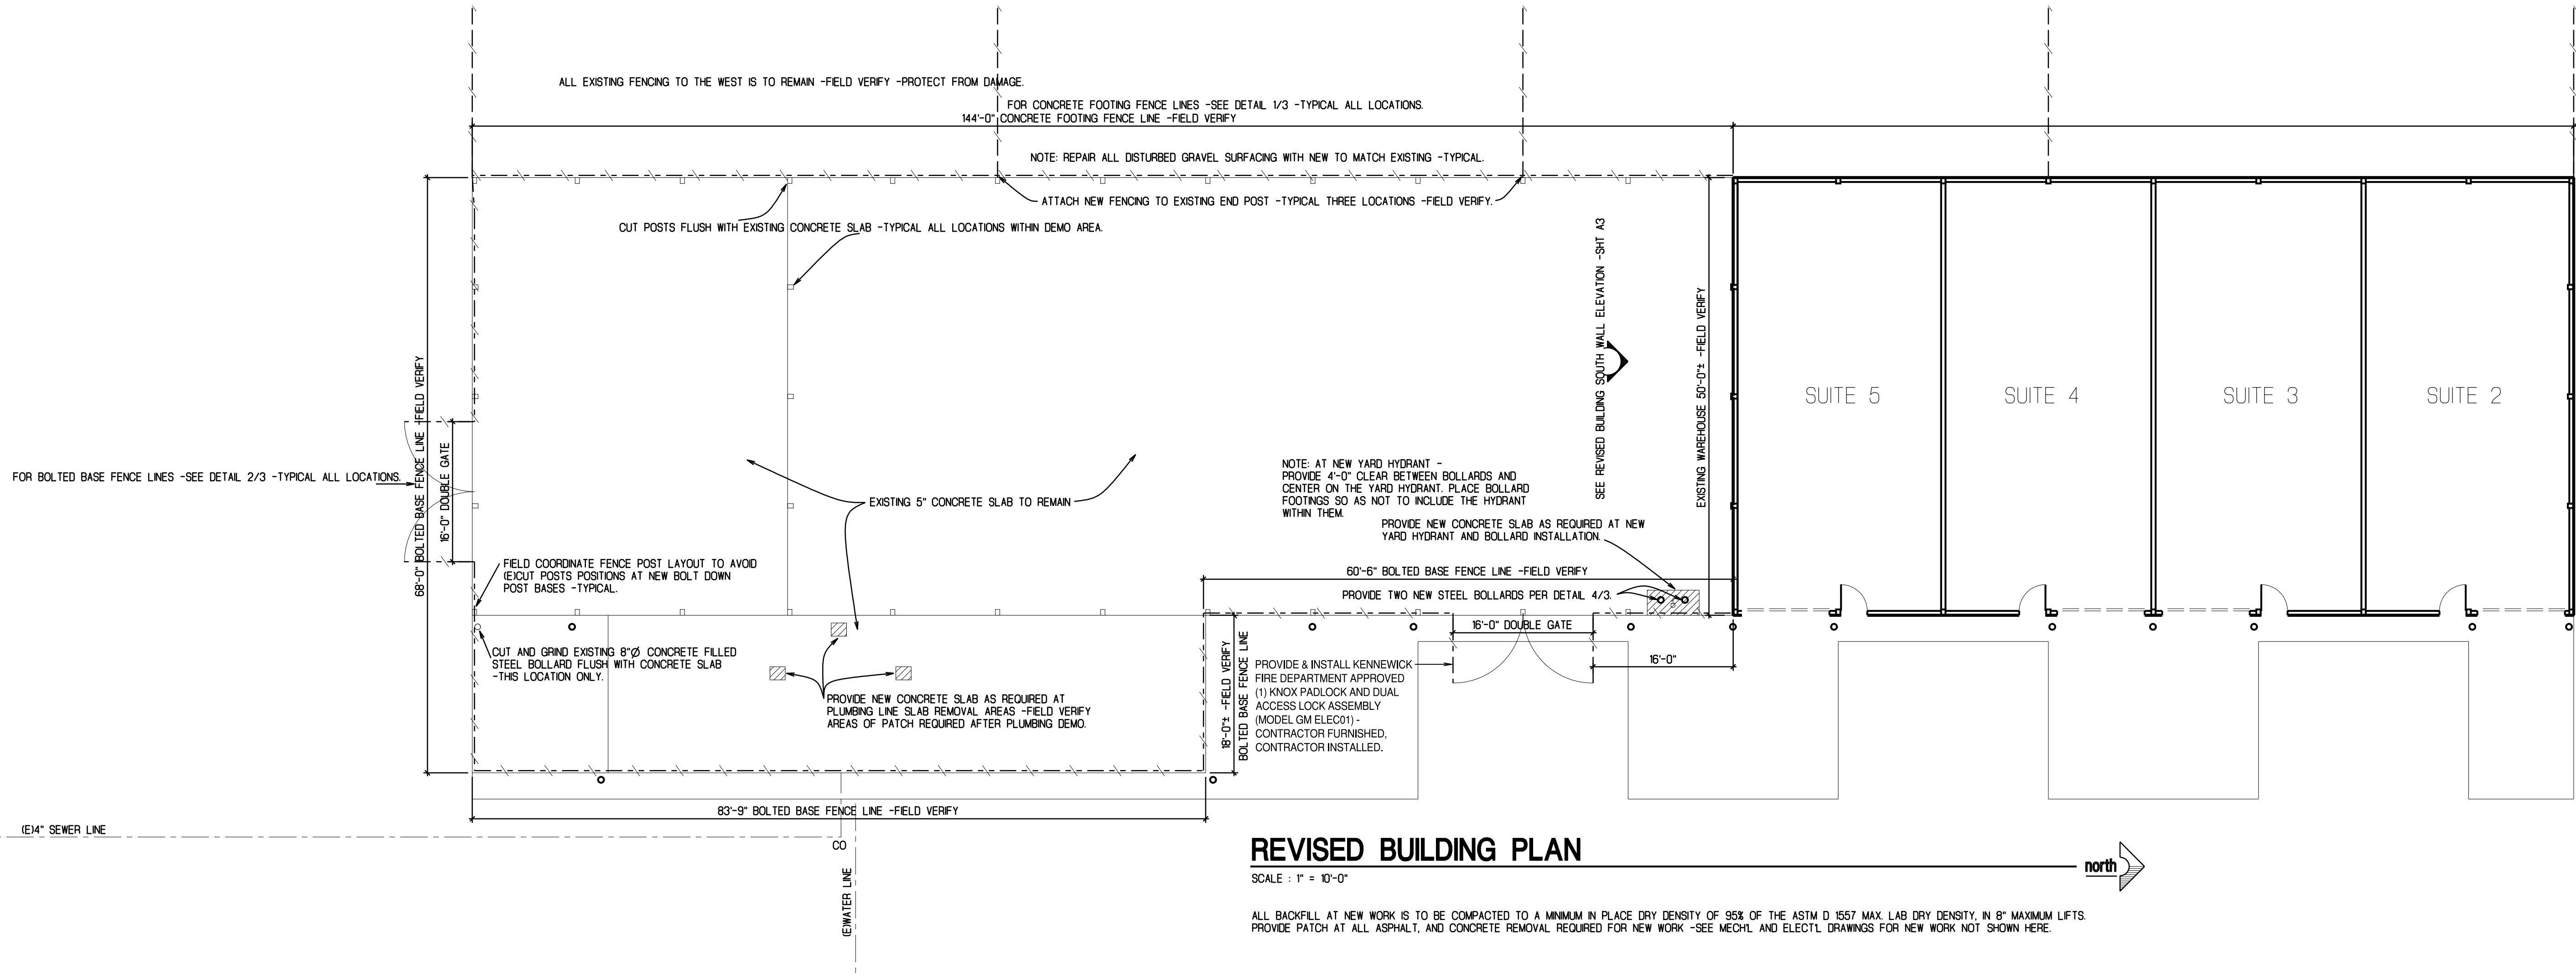 ALL EXISTING FENCING TO THE WEST IS TO REMAIN -FIELD VERIFY -PROTECT FROM DAMAGE.
FOR CONCRETE FOOTING FENCE LINES -SEE DETAIL 1/3 -TYPICAL ALL LOCATIONS.
144'-0" CONCRETE FOOTING FENCE LINE -FIELD VERIFY
NOTE: REPAIR ALL DISTURBED GRAVEL SURFACING WITH NEW TO MATCH EXISTING -TYPICAL.
ATTACH NEW FENCING TO EXISTING END POST -TYPICAL THREE LOCATIONS -FIELD VERIFY.
CUT POSTS FLUSH WITH EXISTING CONCRETE SLAB -TYPICAL ALL LOCATIONS WITHIN DEMO AREA.
SEE REVISED BUILDING SOUTH WALL ELEVATION -SHT A3
EXISTING WAREHOUSE 50'-0"± -FIELD VERIFY
SUITE 5
SUITE 4
SUITE 3
SUITE 2
68'-0" BOLTED BASE FENCE LINE -FIELD VERIFY
16'-0" DOUBLE GATE
FOR BOLTED BASE FENCE LINES -SEE DETAIL 2/3 -TYPICAL ALL LOCATIONS.
EXISTING 5" CONCRETE SLAB TO REMAIN
NOTE: AT NEW YARD HYDRANT -
PROVIDE 4'-0" CLEAR BETWEEN BOLLARDS AND
CENTER ON THE YARD HYDRANT. PLACE BOLLARD
FOOTINGS SO AS NOT TO INCLUDE THE HYDRANT
WITHIN THEM.
PROVIDE NEW CONCRETE SLAB AS REQUIRED AT NEW
YARD HYDRANT AND BOLLARD INSTALLATION.
FIELD COORDINATE FENCE POST LAYOUT TO AVOID
(E)CUT POSTS POSITIONS AT NEW BOLT DOWN
POST BASES -TYPICAL.
60'-6" BOLTED BASE FENCE LINE -FIELD VERIFY
PROVIDE TWO NEW STEEL BOLLARDS PER DETAIL 4/3.
16'-0" DOUBLE GATE
16'-0"
CUT AND GRIND EXISTING 8"Ø CONCRETE FILLED
STEEL BOLLARD FLUSH WITH CONCRETE SLAB
-THIS LOCATION ONLY.
PROVIDE NEW CONCRETE SLAB AS REQUIRED AT
PLUMBING LINE SLAB REMOVAL AREAS -FIELD VERIFY
AREAS OF PATCH REQUIRED AFTER PLUMBING DEMO.
18'-0"± -FIELD VERIFY
BOLTED BASE FENCE LINE
PROVIDE & INSTALL KENNEWICK
FIRE DEPARTMENT APPROVED
(1) KNOX PADLOCK AND DUAL
ACCESS LOCK ASSEMBLY
(MODEL GM ELEC01) -
CONTRACTOR FURNISHED,
CONTRACTOR INSTALLED.
83'-9" BOLTED BASE FENCE LINE -FIELD VERIFY
(E)4" SEWER LINE
CO
(E)WATER LINE
REVISED BUILDING PLAN
north
SCALE : 1" = 10'-0"
ALL BACKFILL AT NEW WORK IS TO BE COMPACTED TO A MINIMUM IN PLACE DRY DENSITY OF 95% OF THE ASTM D 1557 MAX. LAB DRY DENSITY, IN 8" MAXIMUM LIFTS.
PROVIDE PATCH AT ALL ASPHALT, AND CONCRETE REMOVAL REQUIRED FOR NEW WORK -SEE MECH'L AND ELECT'L DRAWINGS FOR NEW WORK NOT SHOWN HERE.